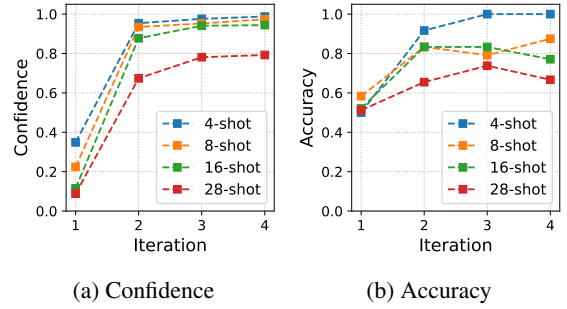 1.0
0.8
0.6
0.4
0.2
0.0
Confidence
1 2 3 4
Iteration
4-shot
8-shot
16-shot
28-shot
(a) Confidence
1.0
0.8
0.6
0.4
0.2
0.0
Accuracy
1 2 3 4
Iteration
4-shot
8-shot
16-shot
28-shot
(b) Accuracy